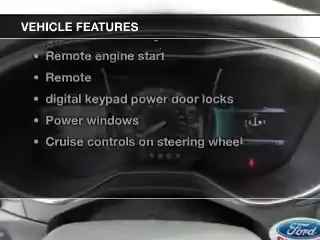 VEHICLE FEATURES
• Remote engine start
• Remote
• digital keypad power door locks
• Power windows
• Cruise controls on steering wheel
Ford